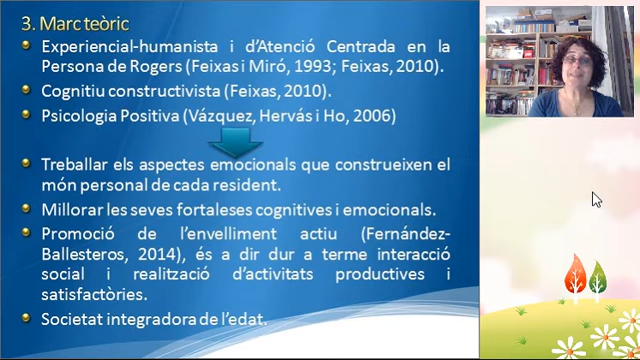 3. Marc teòric
Experiencial-humanista i d'Atenció Centrada en la
Persona de Rogers (Feixas i Miró, 1993; Feixas, 2010).
Cognitiu constructivista (Feixas, 2010).
Psicologia Positiva (Vázquez, Hervás i Ho, 2006)
Treballar els aspectes emocionals que construeixen el
món personal de cada resident.
Millorar les seves fortaleses cognitives i emocionals.
Promoció de l'envelliment actiu (Fernández-
Ballesteros, 2014), és a dir dur a terme interacció
social i realització d'activitats productives i
satisfactòries.
Societat integradora de l'edat.